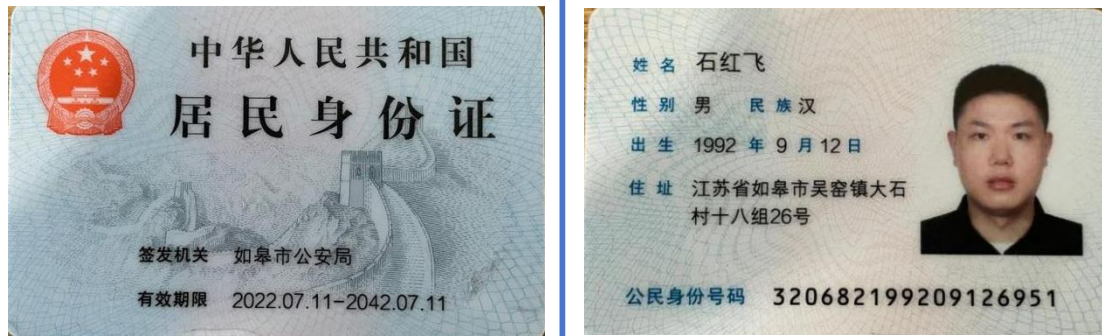 中华人民共和国
居民身份证
签发机关 如皋市公安局
有效期限 2022.07.11-2042.07.11
姓名 石红飞
性别 男 民族 汉
出生 1992 年 9 月 12 日
住址 江苏省如皋市吴窑镇大石
村十八组26号
公民身份号码 320682199209126951